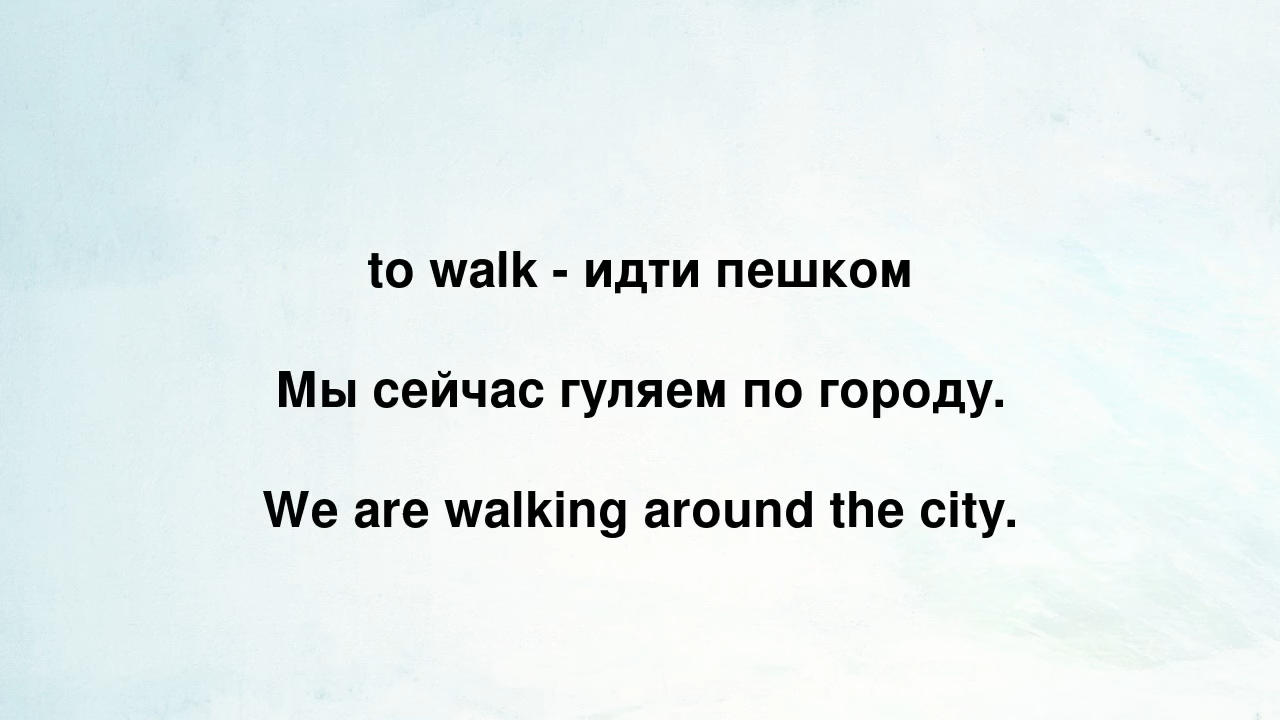 to walk - идти пешком
Мы сейчас гуляем по городу.
We are walking around the city.